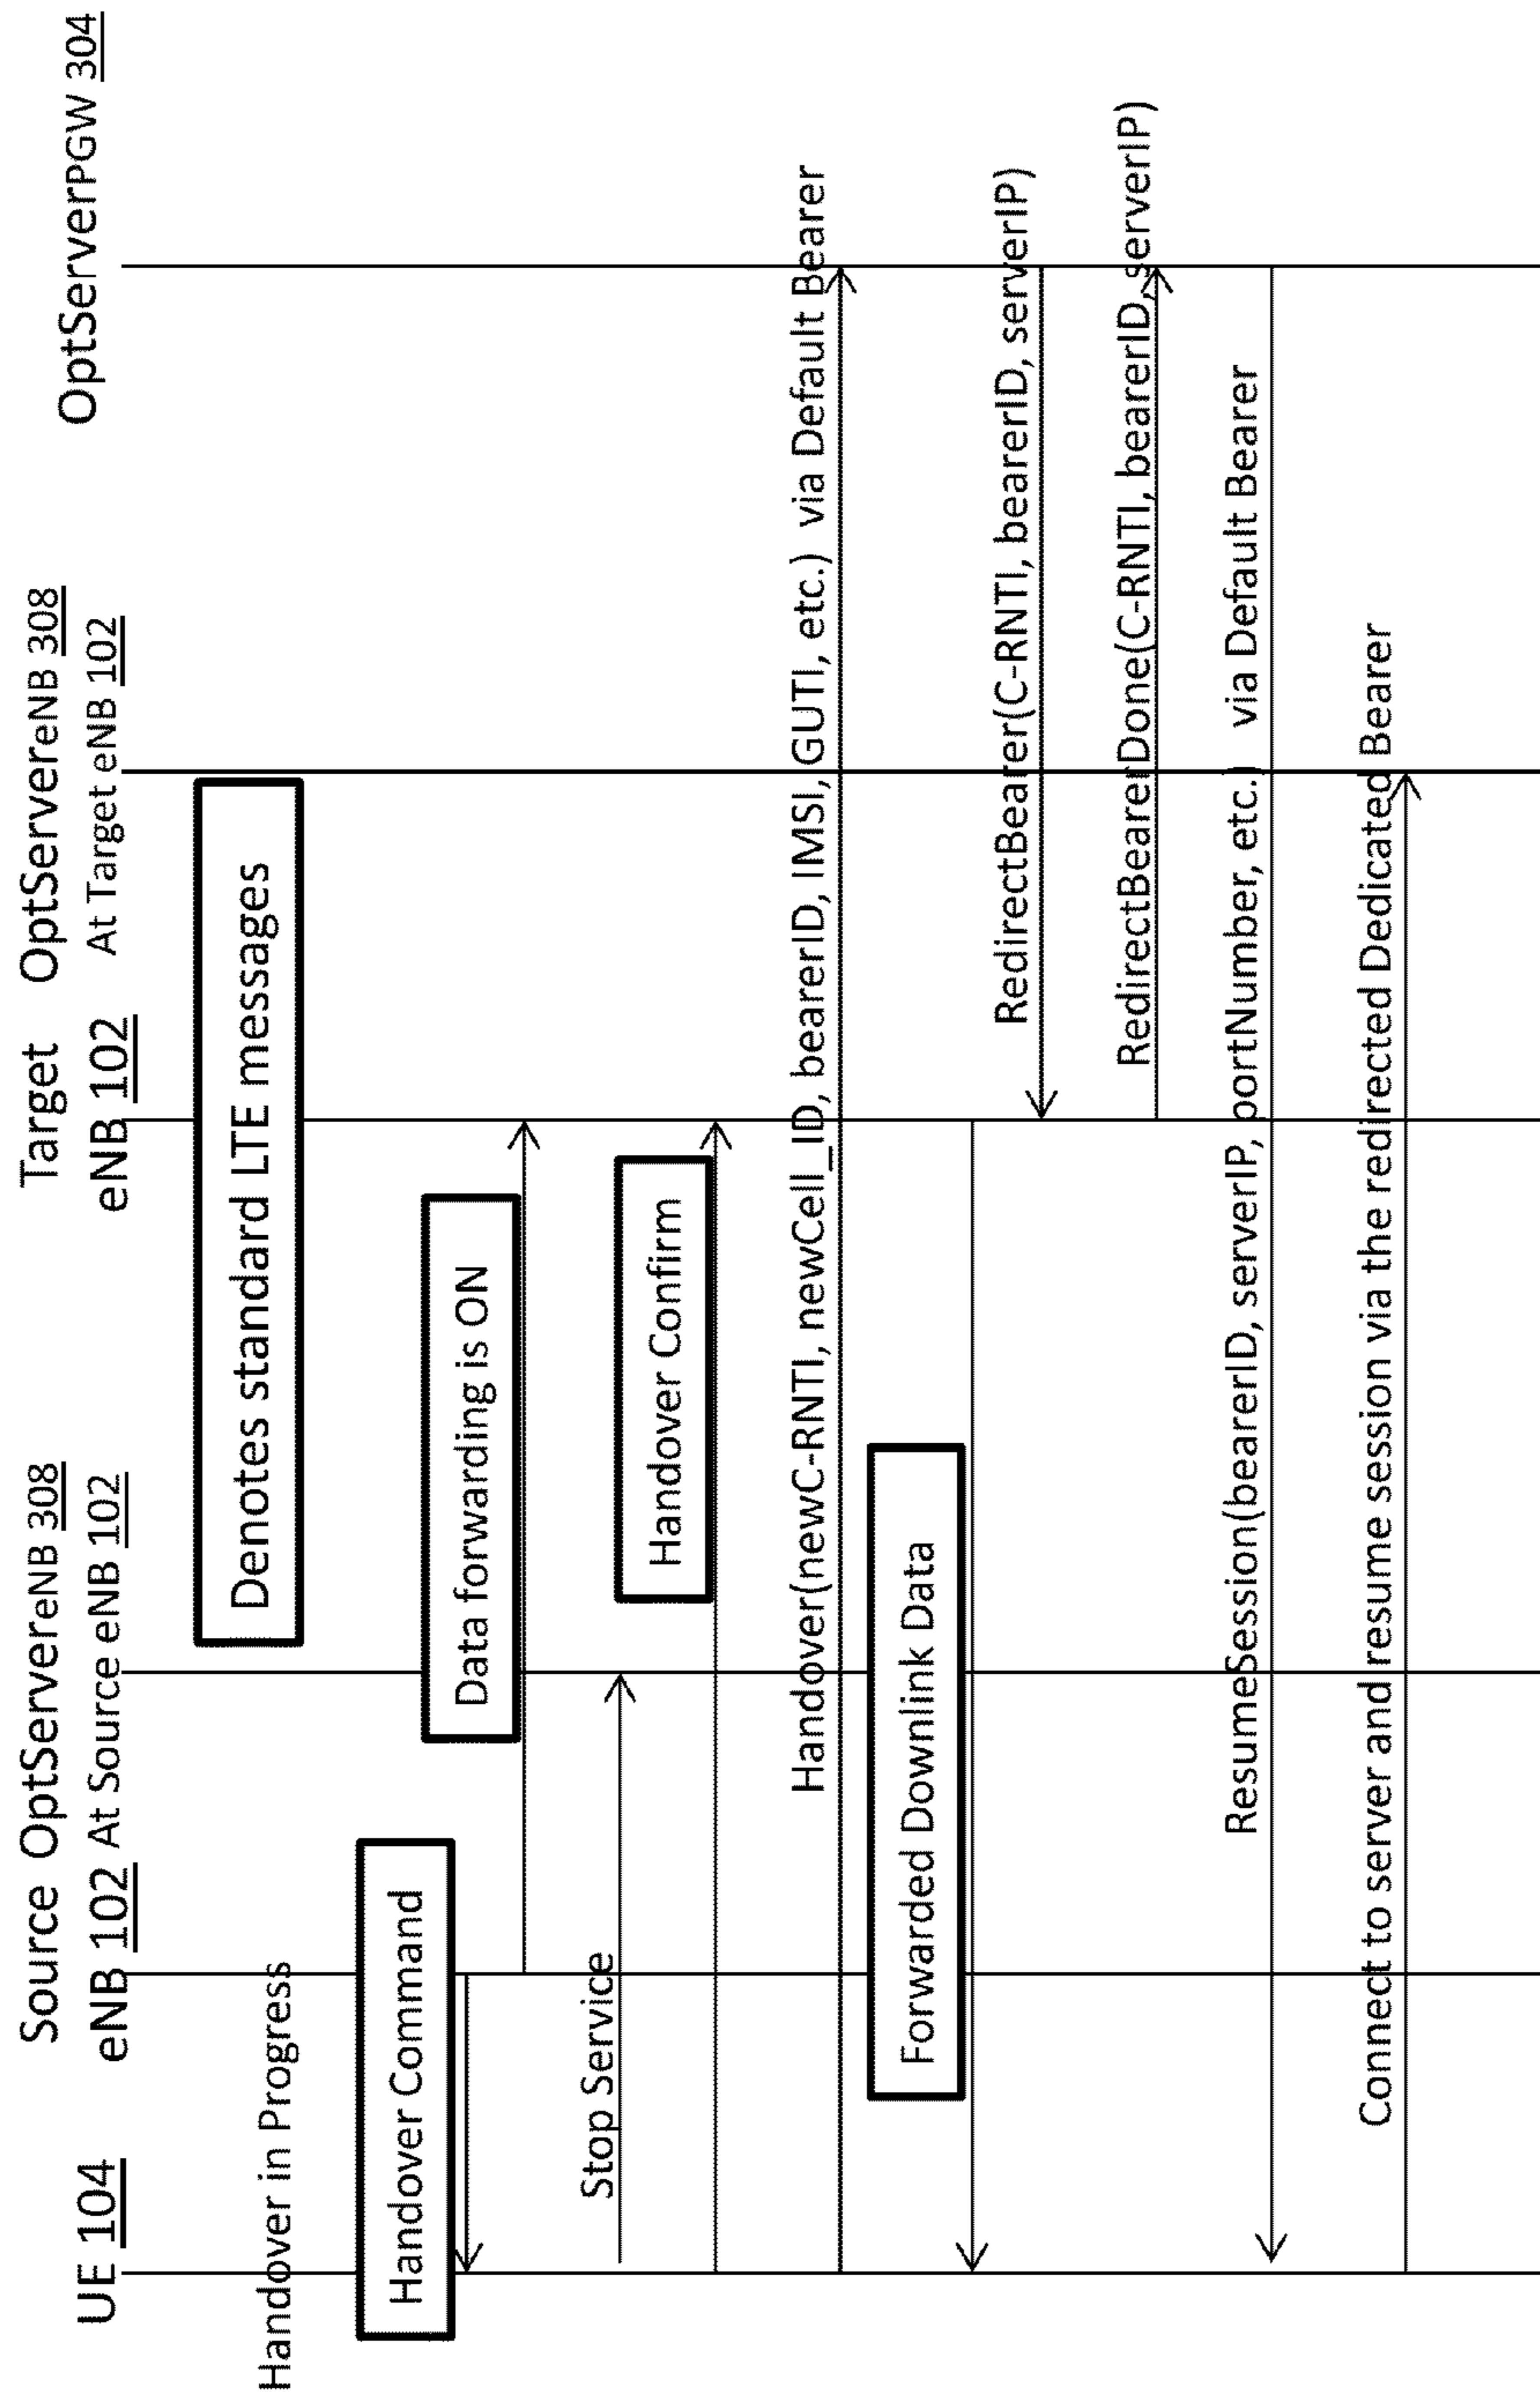 UE 104
Source
eNB 102
OptServereNB 308
At Source eNB 102
Target
eNB 102
OptServereNB 308
At Target eNB 102
OptServerPGW 304
Denotes standard LTE messages
Handover in Progress
Handover Command
Data forwarding is ON
Stop Service
Handover Confirm
Handover(newC-RNTI, newCell_ID, bearerID, IMSI, GUTI, etc.) via Default Bearer
Forwarded Downlink Data
RedirectBearer(C-RNTI, bearerID, serverIP)
RedirectBearerDone(C-RNTI, bearerID, serverIP)
ResumeSession(bearerID, serverIP, portNumber, etc.) via Default Bearer
Connect to server and resume session via the redirected Dedicated Bearer